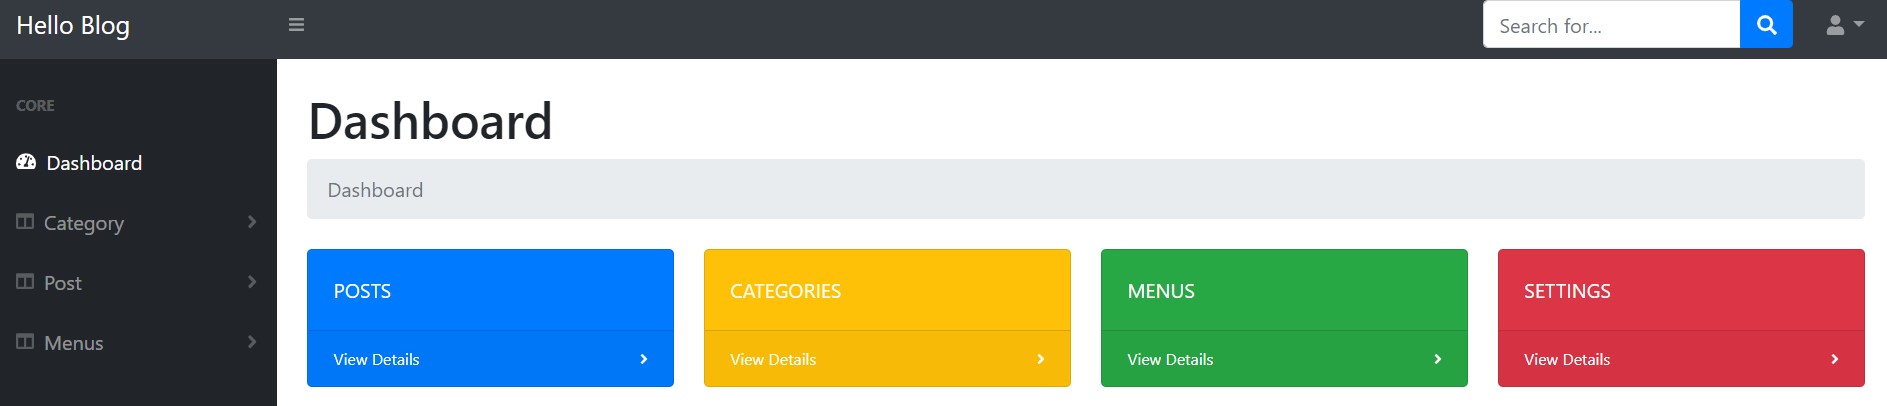 Hello Blog
Search for...
CORE
Dashboard
Category
Post
Menus
Dashboard
Dashboard
POSTS
View Details
CATEGORIES
View Details
MENUS
View Details
SETTINGS
View Details